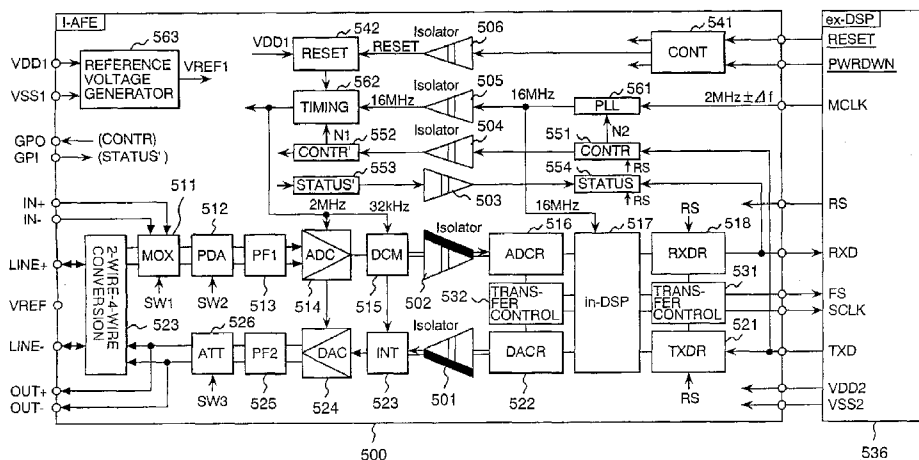 I-AFE
ex-DSP
563
542
506
541
VDD1
VSS1
REFERENCE
VOLTAGE
GENERATOR
VREF1
VDD1
RESET
RESET
Isolator
CONT
RESET
PWRDWN
562
505
561
TIMING
16MHz
Isolator
16MHz
PLL
2MHz±Δf
MCLK
GPO
(CONTR)
GPI
(STATUS')
N1
552
504
551
N2
CONTR'
Isolator
CONTR
553
554
RS
STATUS'
STATUS
503
RS
IN+
IN-
511
512
2MHz
32kHz
Isolator
16MHz
516
517
RS
518
RS
LINE+
2-WIRE-4-WIRE
CONVERSION
MOX
PDA
PF1
ADC
DCM
ADCR
in-DSP
RXDR
RXD
SW1
SW2
513
514
515
502
532
531
VREF
TRANS-
FER
CONTROL
TRANS-
FER
CONTROL
FS
SCLK
523
526
Isolator
521
LINE-
ATT
PF2
DAC
INT
DACR
TXDR
TXD
OUT+
OUT-
SW3
525
524
523
501
522
RS
VDD2
VSS2
500
536